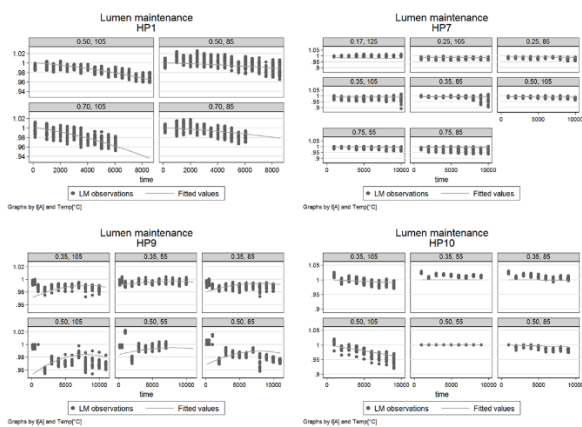 Lumen maintenance
HP1
0.50, 105
0.50, 85
1.02
1
.98
.96
.94
0.70, 105
0.70, 85
1.02
1
.98
.96
.94
0 2000 4000 6000 8000 0 2000 4000 6000 8000
time
LM observations Fitted values
Graphs by I[A] and Temp[°C]
Lumen maintenance
HP7
0.17, 125 0.25, 105 0.25, 85
1.05
1
.95
.9
0.35, 105 0.35, 85 0.50, 105
1.05
1
.95
.9
0 5000 10000
0.75, 55 0.75, 85
1.05
1
.95
.9
0 5000 10000 0 5000 10000
time
LM observations Fitted values
Graphs by I[A] and Temp[°C]
Lumen maintenance
HP9
0.35, 105 0.35, 55 0.35, 85
1.02
1
.98
.96
0.50, 105 0.50, 55 0.50, 85
1.02
1
.98
.96
0 5000 10000 0 5000 10000 0 5000 10000
time
LM observations Fitted values
Graphs by I[A] and Temp[°C]
Lumen maintenance
HP10
0.35, 105 0.35, 55 0.35, 85
1.05
1
.95
.9
0.50, 105 0.50, 55 0.50, 85
1.05
1
.95
.9
0 5000 10000 0 5000 10000 0 5000 10000
time
LM observations Fitted values
Graphs by I[A] and Temp[°C]